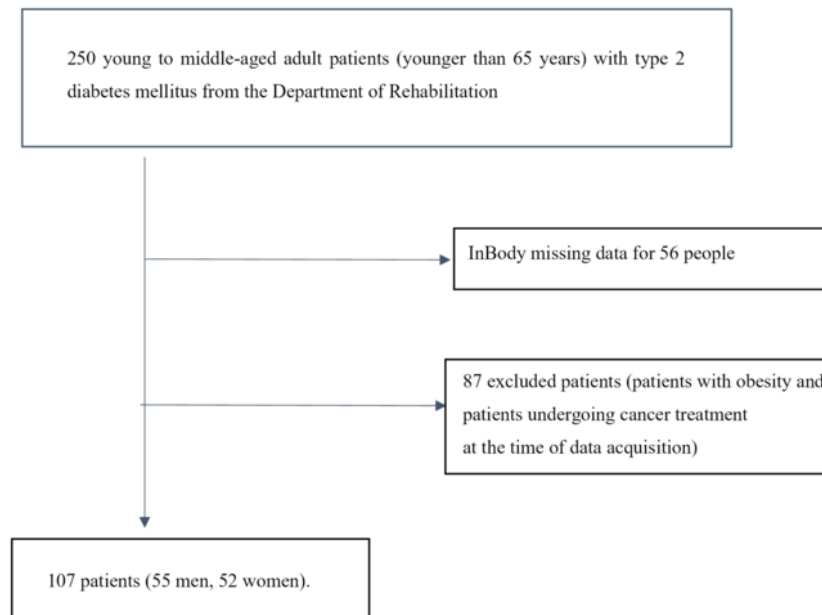 250 young to middle-aged adult patients (younger than 65 years) with type 2
diabetes mellitus from the Department of Rehabilitation
InBody missing data for 56 people
87 excluded patients (patients with obesity and
patients undergoing cancer treatment
at the time of data acquisition)
107 patients (55 men, 52 women).